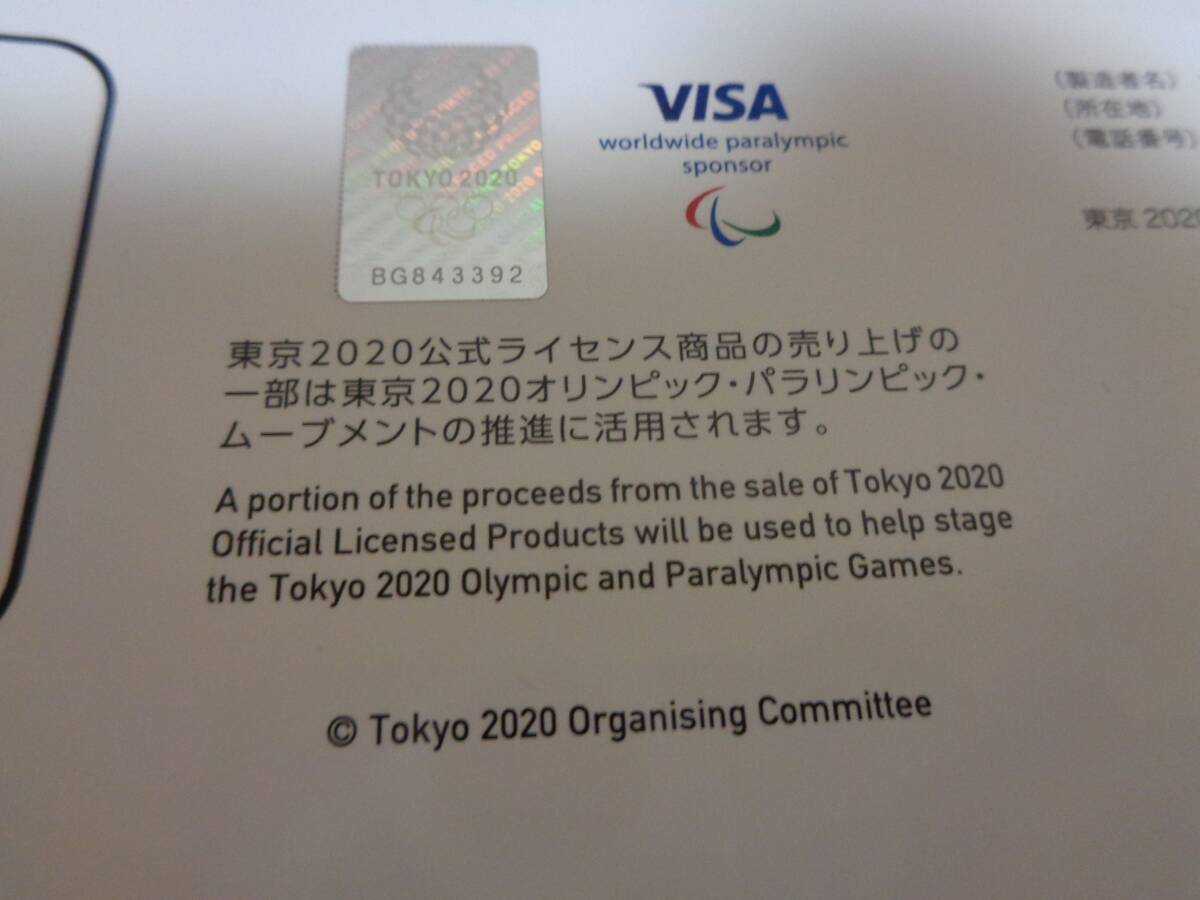 TOKYO 2020
BG843392
VISA
worldwide paralympic
sponsor
(製造者名)
(所在地)
(電話番号)
東京 202
東京2020公式ライセンス商品の売り上げの
一部は東京2020オリンピック・パラリンピック・
ムーブメントの推進に活用されます。
A portion of the proceeds from the sale of Tokyo 2020
Official Licensed Products will be used to help stage
the Tokyo 2020 Olympic and Paralympic Games.
© Tokyo 2020 Organising Committee